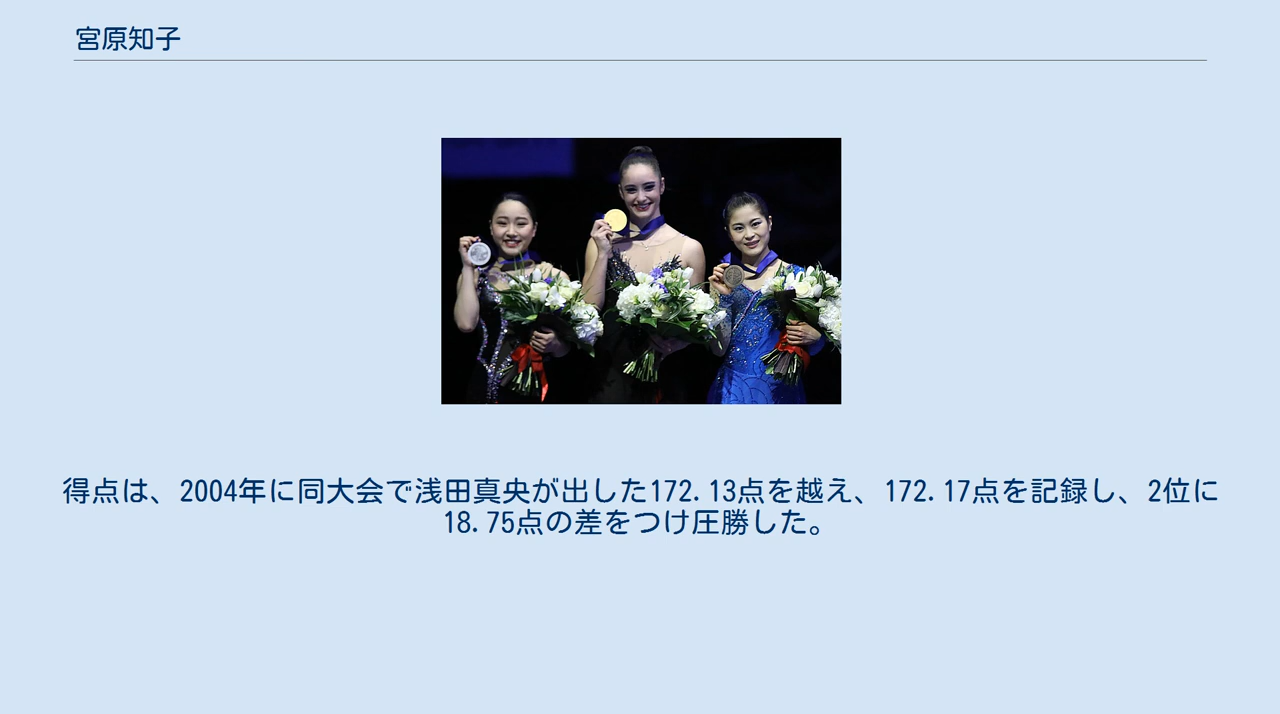 宮原知子
得点は、2004年に同大会で浅田真央が出した172.13点を越え、172.17点を記録し、2位に
18.75点の差をつけ圧勝した。